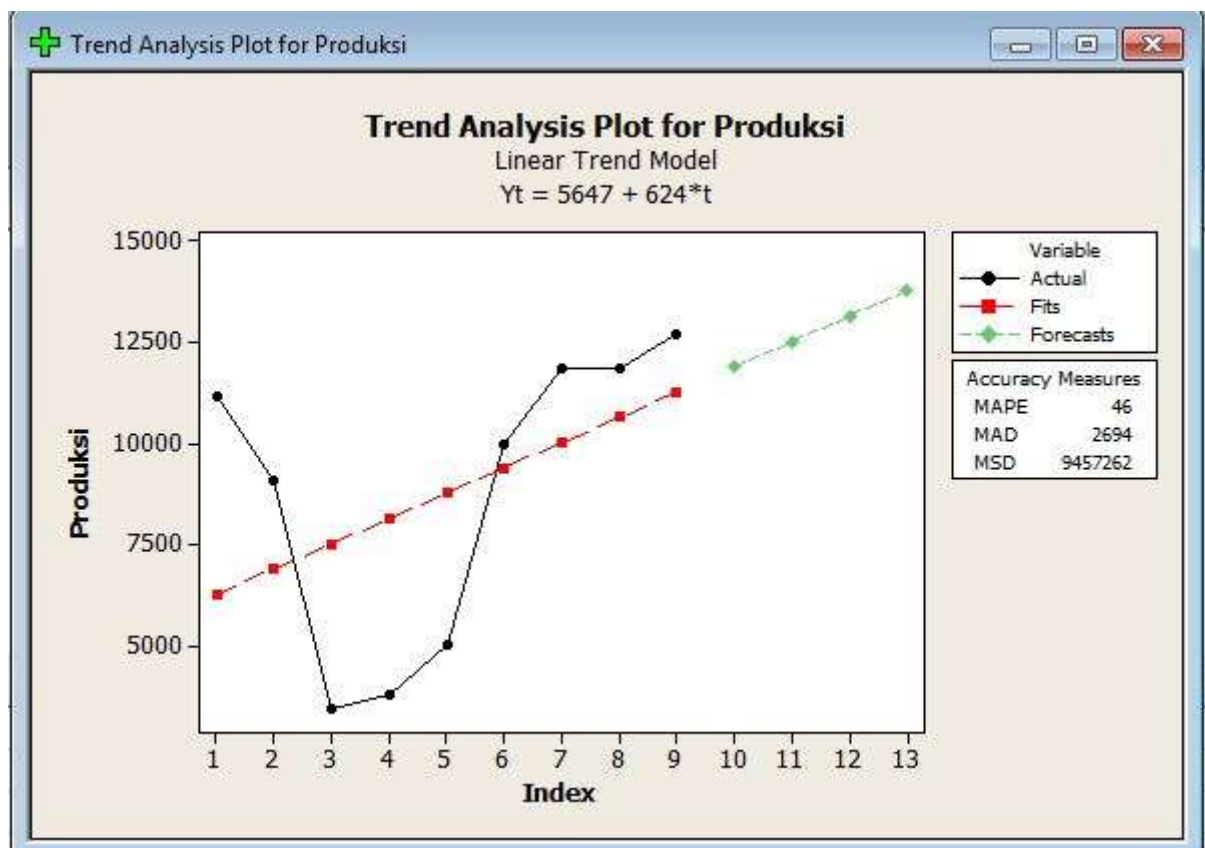 Trend Analysis Plot for Produksi
Trend Analysis Plot for Produksi
Linear Trend Model
Yt = 5647 + 624*t
15000
12500
10000
7500
5000
Produksi
1 2 3 4 5 6 7 8 9 10 11 12 13
Index
Variable
Actual
Fits
Forecasts
Accuracy Measures
MAPE 46
MAD 2694
MSD 9457262